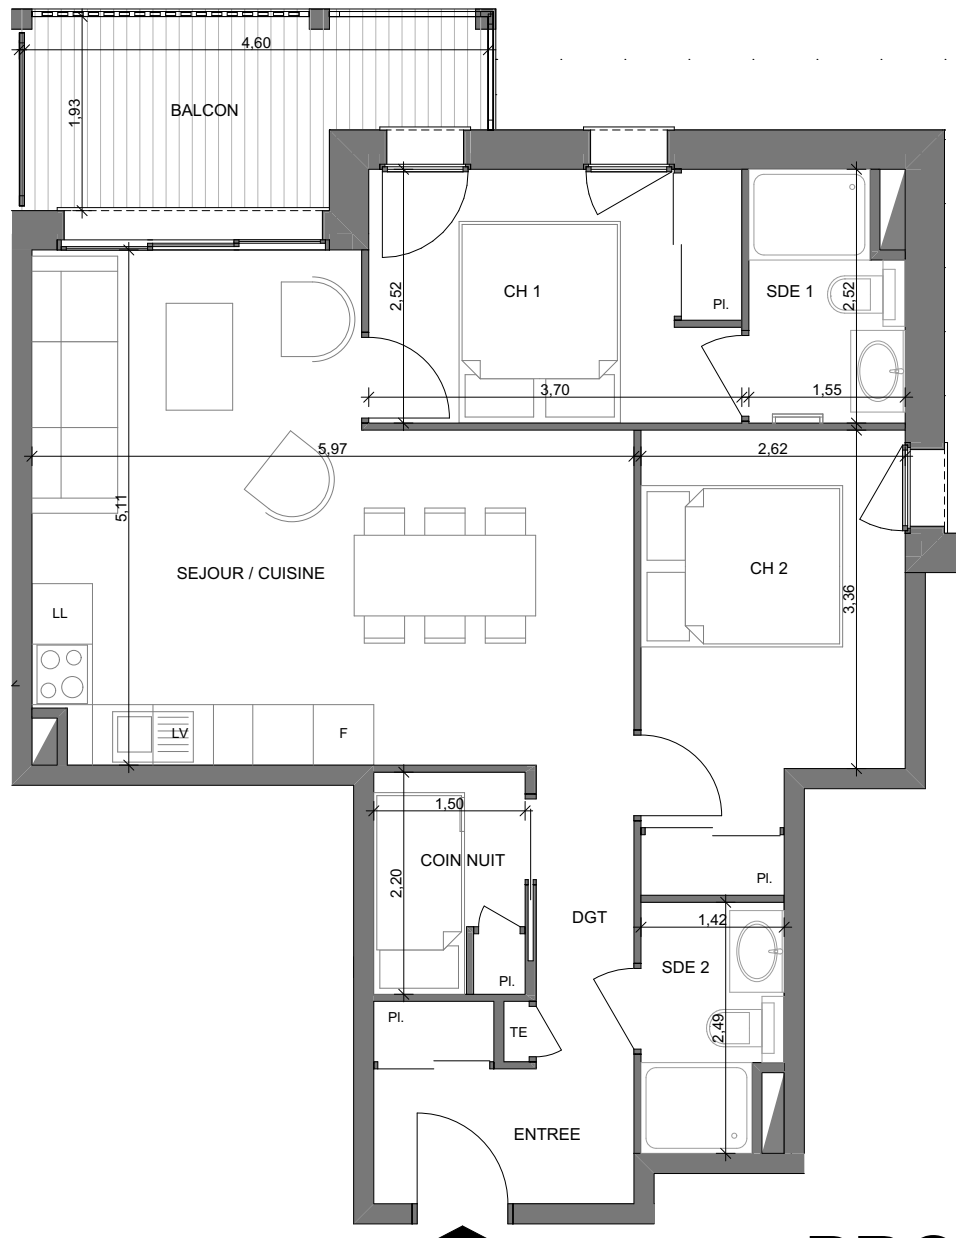 4,60
1,93
BALCON
2,52
CH 1
Pl.
SDE 1
2,52
3,70
1,55
5,97
2,62
5,11
SEJOUR / CUISINE
CH 2
3,36
LL
LV
F
1,50
COIN NUIT
2,20
Pl.
DGT
1,42
SDE 2
Pl.
Pl.
TE
2,49
ENTREE